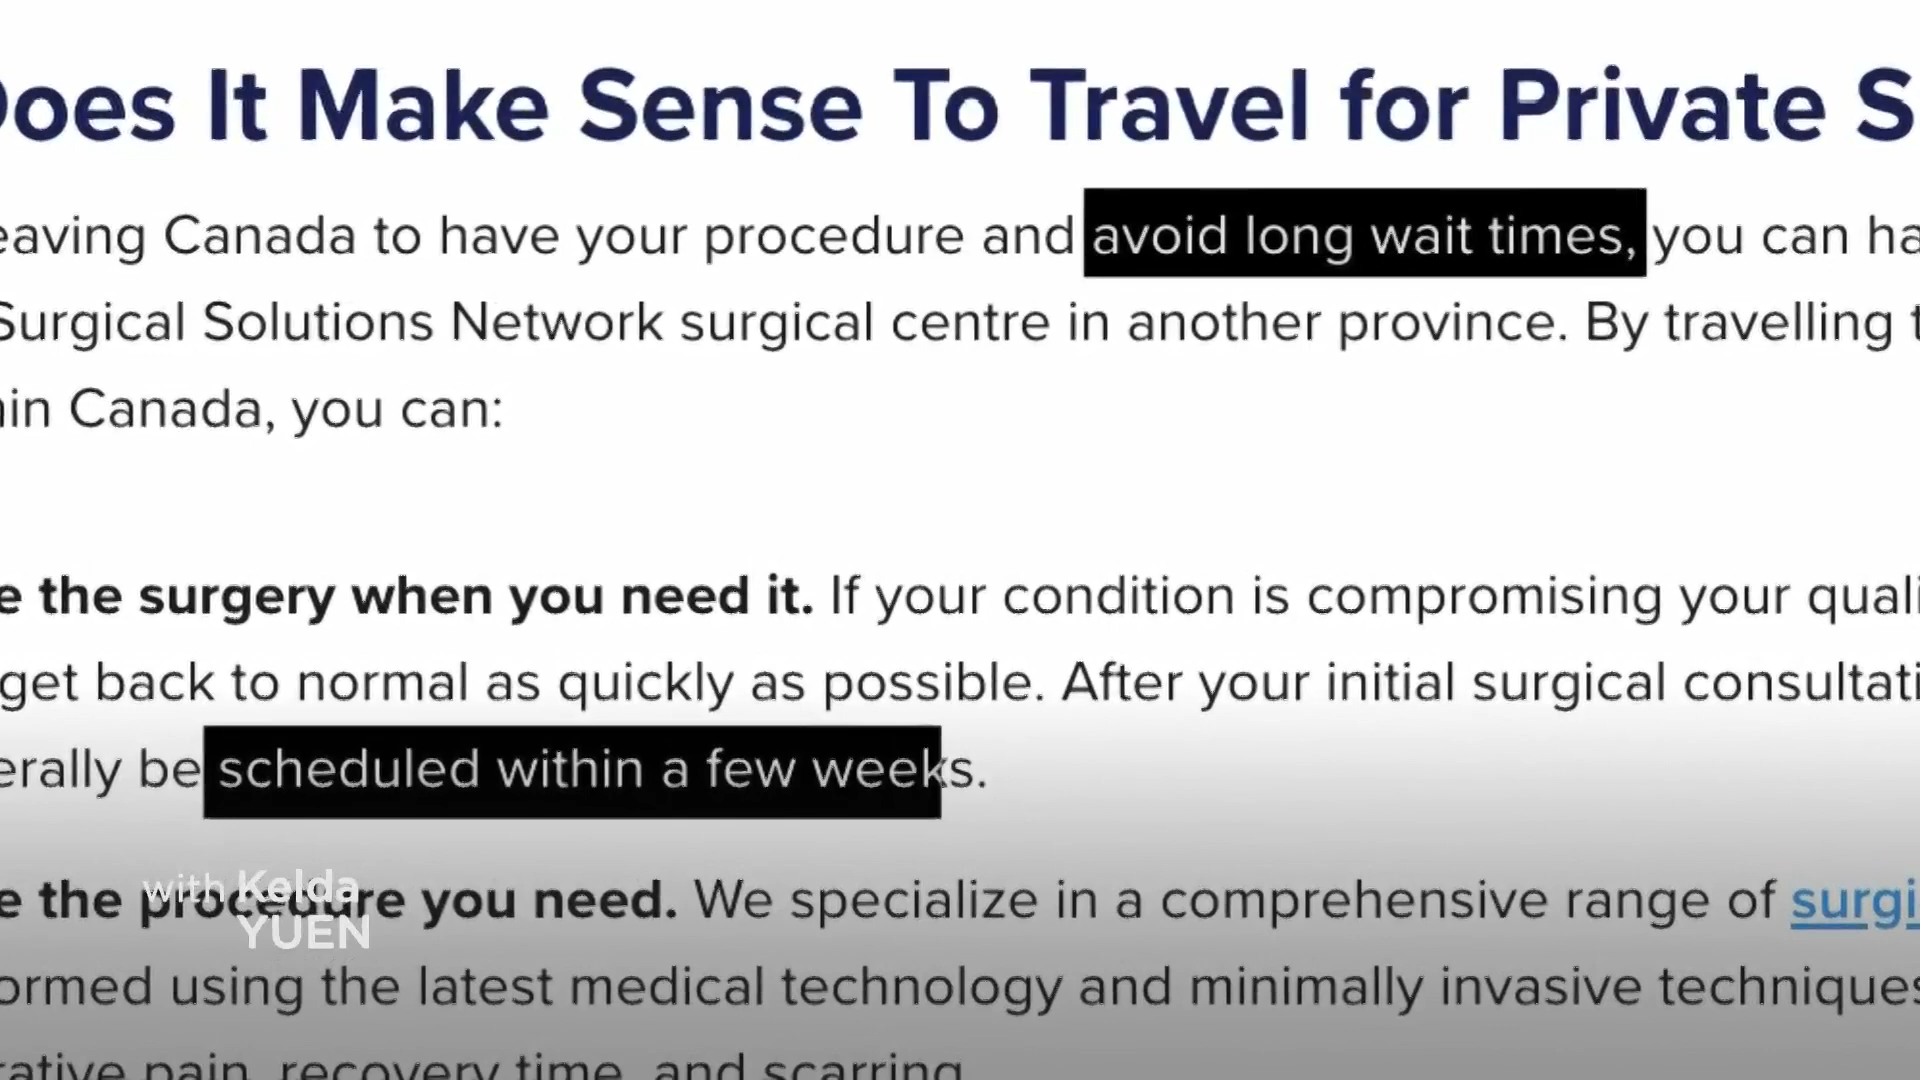 Does It Make Sense To Travel for Private S
eaving Canada to have your procedure and avoid long wait times, you can ha
Surgical Solutions Network surgical centre in another province. By travelling t
in Canada, you can:
e the surgery when you need it. If your condition is compromising your quali
get back to normal as quickly as possible. After your initial surgical consultati
erally be scheduled within a few weeks.
e the procedure you need. We specialize in a comprehensive range of surgi
ormed using the latest medical technology and minimally invasive techniques
rative pain, recovery time, and scarring
with Kelda
YUEN